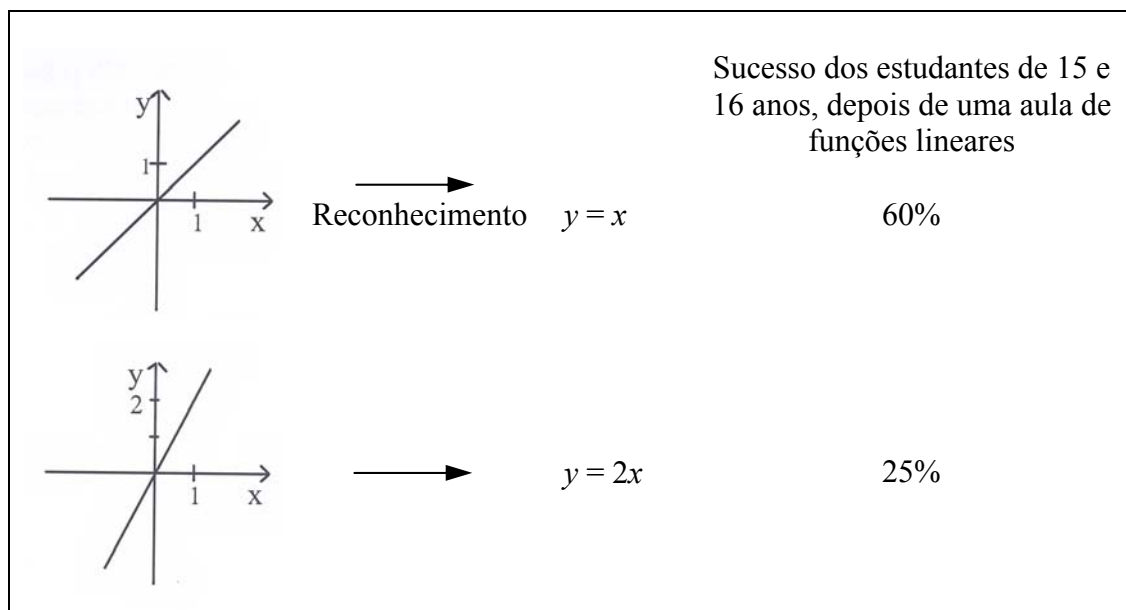 Sucesso dos estudantes de 15 e
16 anos, depois de uma aula de
funções lineares
y
1
1
x
Reconhecimento
y = x
60%
y
2
1
x
y = 2x
25%